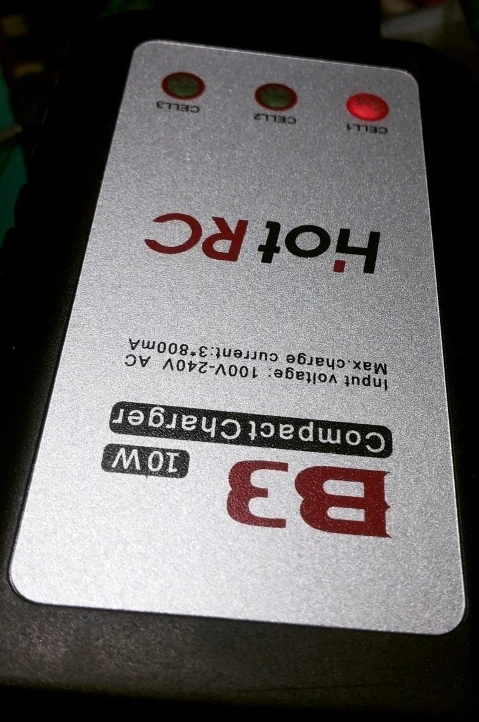 B3 10W
Compact Charger
Input voltage: 100V-240V AC
Max.charge current:3*800mA
hotRC
CELL1 CELL2 CELL3